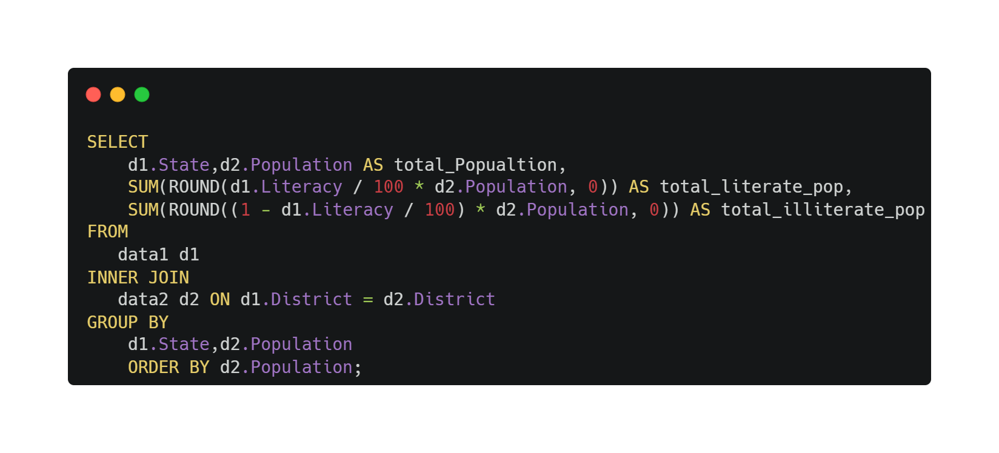 SELECT
    d1.State,d2.Population AS total_Popualtion,
    SUM(ROUND(d1.Literacy / 100 * d2.Population, 0)) AS total_literate_pop,
    SUM(ROUND((1 - d1.Literacy / 100) * d2.Population, 0)) AS total_illiterate_pop
FROM
   data1 d1
INNER JOIN
   data2 d2 ON d1.District = d2.District
GROUP BY
    d1.State,d2.Population
    ORDER BY d2.Population;